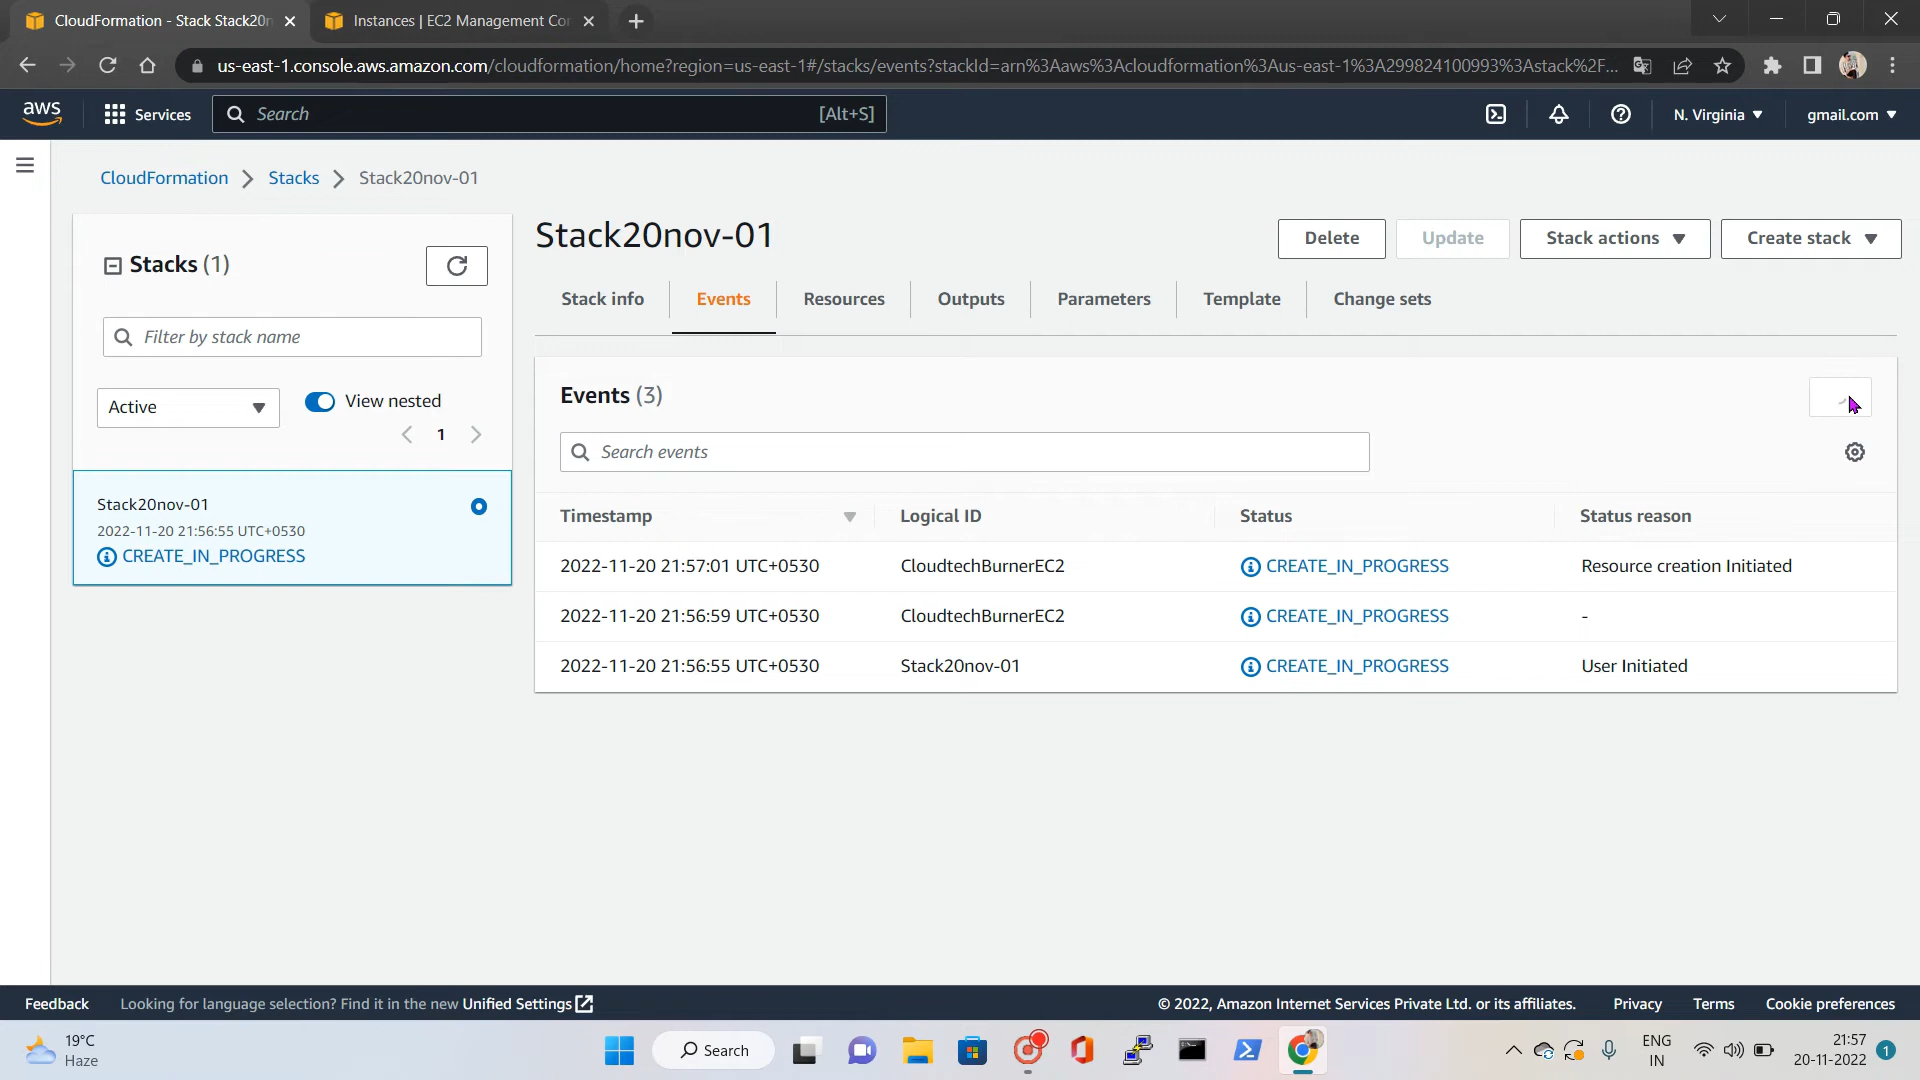 CloudFormation - Stack Stack20n
Instances | EC2 Management Co
us-east-1.console.aws.amazon.com/cloudformation/home?region=us-east-1#/stacks/events?stackId=arn%3Aaws%3Acloudformation%3Aus-east-1%3A299824100993%3Astack%2F...
aws
Services
Search
[Alt+S]
N. Virginia
gmail.com
CloudFormation
Stacks
Stack20nov-01
Stacks (1)
Filter by stack name
Active
View nested
1
Stack20nov-01
2022-11-20 21:56:55 UTC+0530
CREATE_IN_PROGRESS
Stack20nov-01
Delete
Update
Stack actions
Create stack
Stack info
Events
Resources
Outputs
Parameters
Template
Change sets
Events (3)
Search events
Timestamp
Logical ID
Status
Status reason
2022-11-20 21:57:01 UTC+0530
CloudtechBurnerEC2
CREATE_IN_PROGRESS
Resource creation Initiated
2022-11-20 21:56:59 UTC+0530
CloudtechBurnerEC2
CREATE_IN_PROGRESS
-
2022-11-20 21:56:55 UTC+0530
Stack20nov-01
CREATE_IN_PROGRESS
User Initiated
Feedback
Looking for language selection? Find it in the new Unified Settings
© 2022, Amazon Internet Services Private Ltd. or its affiliates.
Privacy
Terms
Cookie preferences
19°C
Haze
Search
ENG
IN
21:57
20-11-2022
1